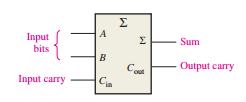 Σ
Input
bits
A
Σ
Sum
B
Cout
Output carry
Input carry
Cin